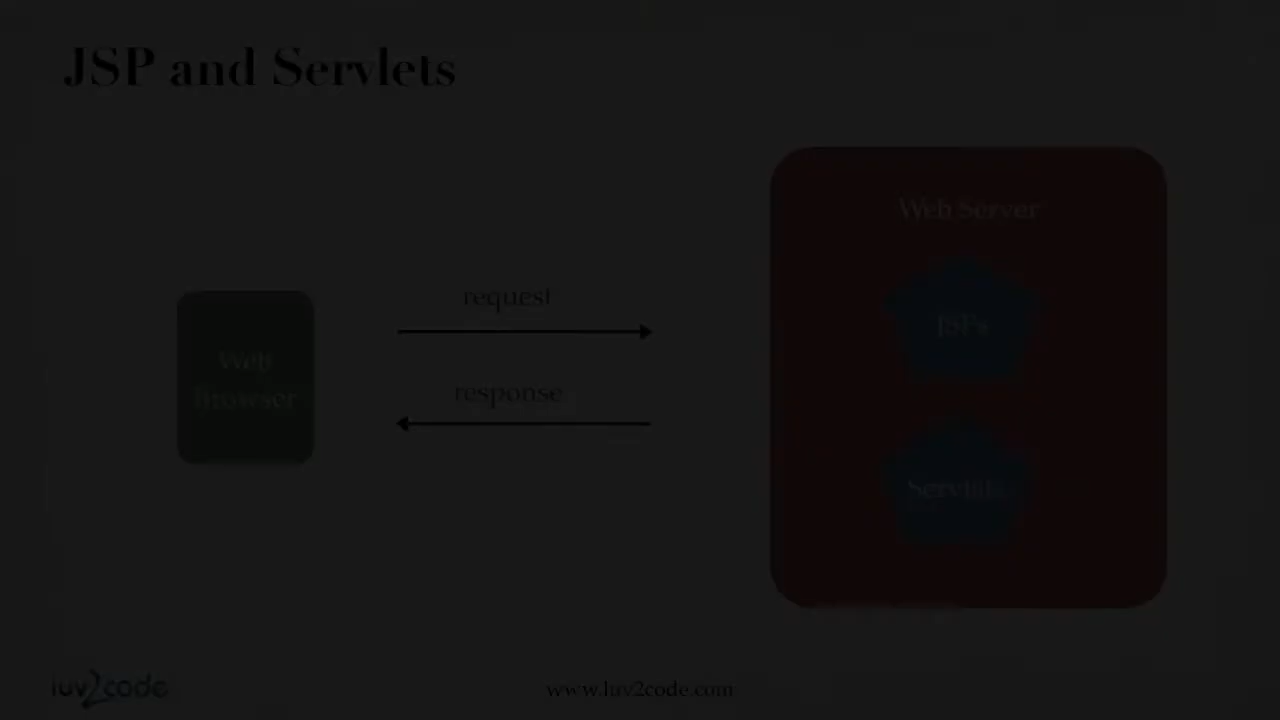 JSP and Servlets
Web Server
request
JSPs
Web
Browser
response
Servlets
luv2code
www.luv2code.com